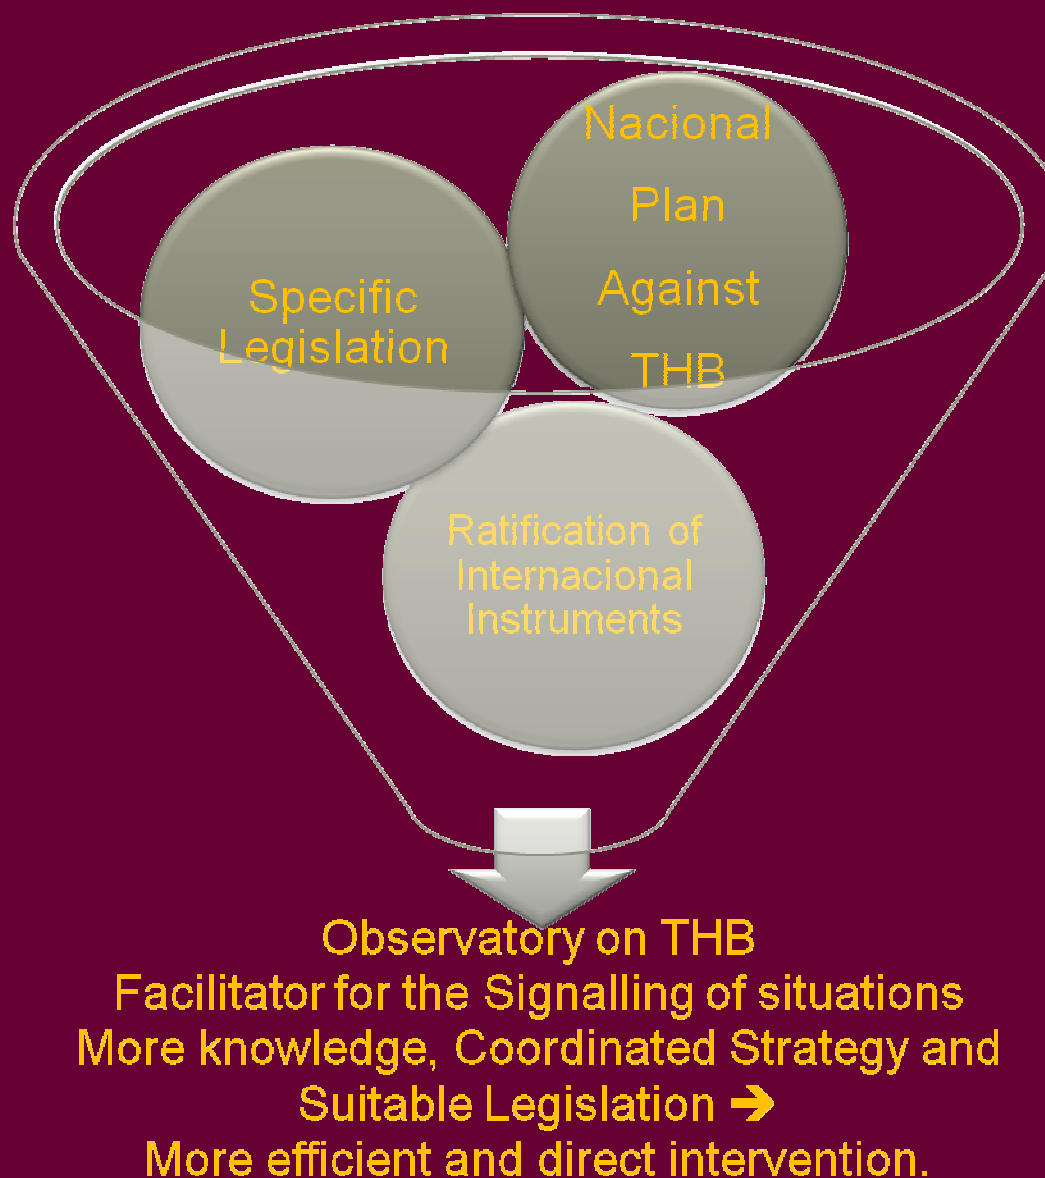 Nacional
Plan
Against
THB
Specific
Legislation
Ratification of
Internacional
Instruments
Observatory on THB
Facilitator for the Signalling of situations
More knowledge, Coordinated Strategy and
Suitable Legislation ➔
More efficient and direct intervention.